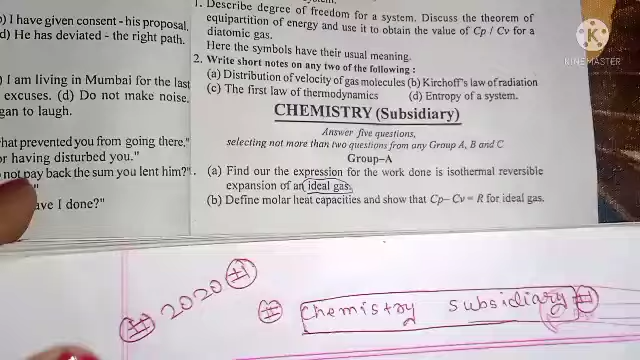 ) I have given consent - his proposal.
d) He has deviated - the right path.
) I am living in Mumbai for the last
excuses. (d) Do not make noise.
gan to laugh.
hat prevented you from going there."
or having disturbed you."
not pay back the sum you lent him?".
ave I done?"
1. Describe degree of freedom for a system. Discuss the theorem of
equipartition of energy and use it to obtain the value of Cp / Cv for a
diatomic gas.
Here the symbols have their usual meaning.
2. Write short notes on any two of the following :
(a) Distribution of velocity of gas molecules (b) Kirchoff's law of radiation
(c) The first law of thermodynamics (d) Entropy of a system.
CHEMISTRY (Subsidiary)
Answer five questions,
selecting not more than two questions from any Group A, B and C
Group-A
(a) Find our the expression for the work done is isothermal reversible
expansion of an ideal gas.
(b) Define molar heat capacities and show that Cp– Cv = R for ideal gas.
2020
Chemistry subsidiary
K
KINEMASTER